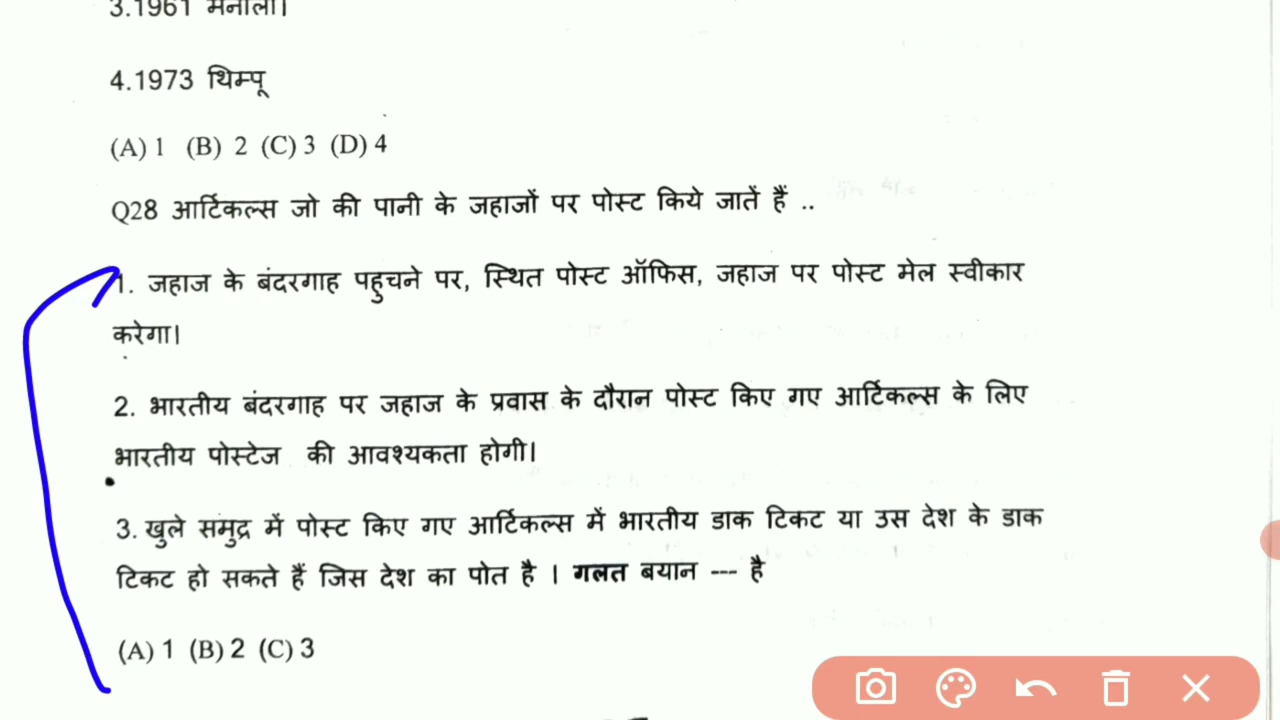 3.1961 मनाली।
4.1973 थिम्पू
(A) 1 (B) 2 (C) 3 (D) 4
Q28 आर्टिकल्स जो की पानी के जहाजों पर पोस्ट किये जातें हैं ..
1. जहाज के बंदरगाह पहुचने पर, स्थित पोस्ट ऑफिस, जहाज पर पोस्ट मेल स्वीकार
करेगा।
2. भारतीय बंदरगाह पर जहाज के प्रवास के दौरान पोस्ट किए गए आर्टिकल्स के लिए
भारतीय पोस्टेज की आवश्यकता होगी।
3. खुले समुद्र में पोस्ट किए गए आर्टिकल्स में भारतीय डाक टिकट या उस देश के डाक
टिकट हो सकते हैं जिस देश का पोत है । गलत बयान --- है
(A) 1 (B) 2 (C) 3